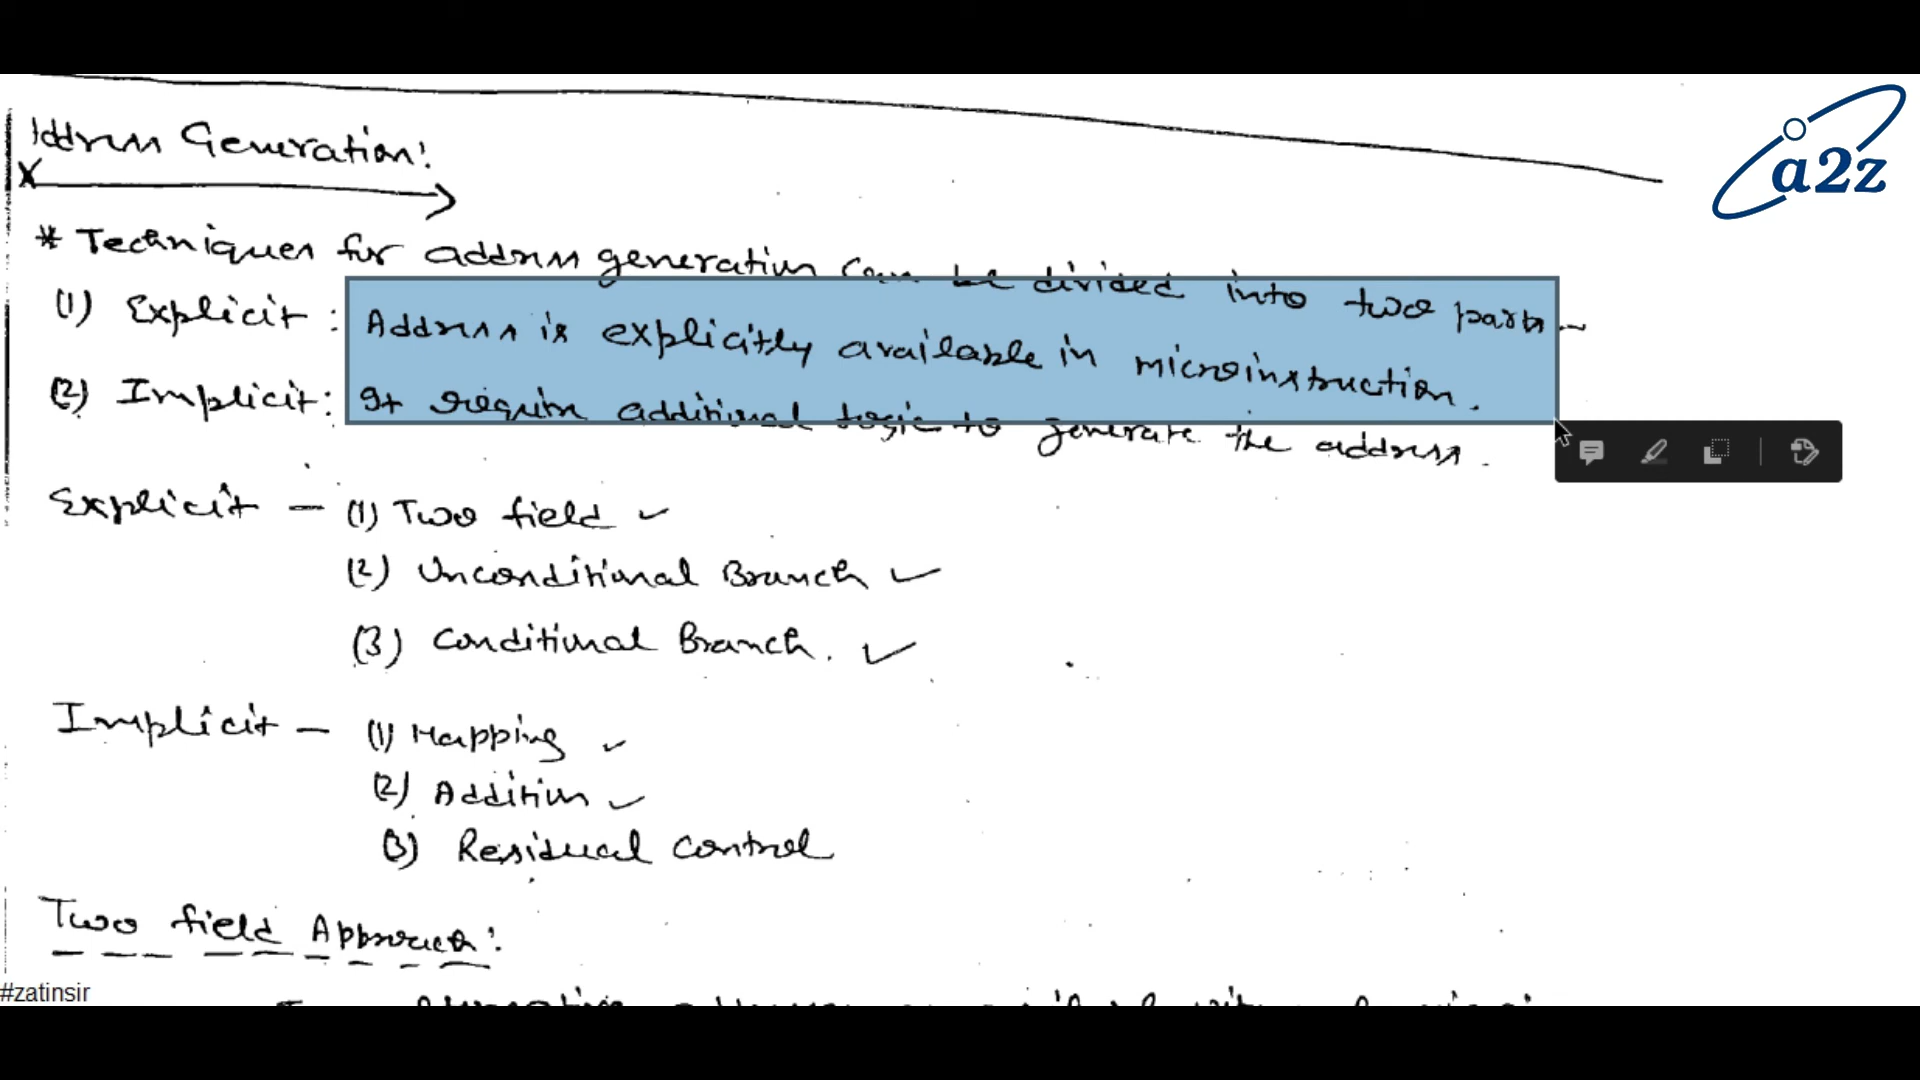 Address Generation:
a2z
* Techniques for address generation can be divided into two parts -
(1) Explicit : Address is explicitly available in microinstruction.
(2) Implicit: It require additional logic to generate the address.
Explicit - (1) Two field ✓
(2) Unconditional Branch ✓
(3) Conditional Branch. ✓
Implicit - (1) Mapping ✓
(2) Addition ✓
(3) Residual Control
Two field Approach:
#zatinsir